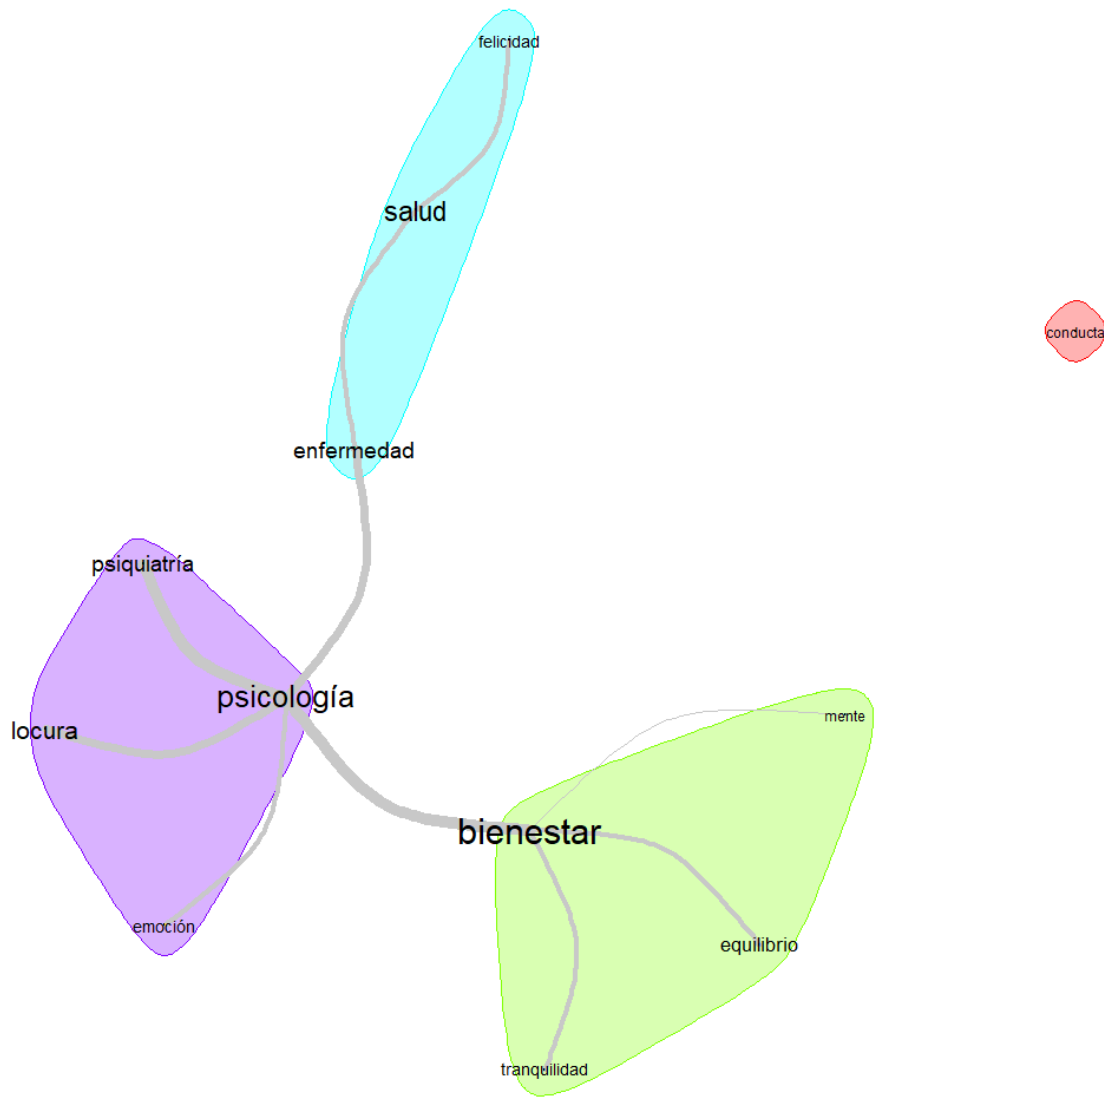 felicidad
salud
conducta
enfermedad
psiquiatría
psicología
locura
mente
bienestar
emoción
equilibrio
tranquilidad